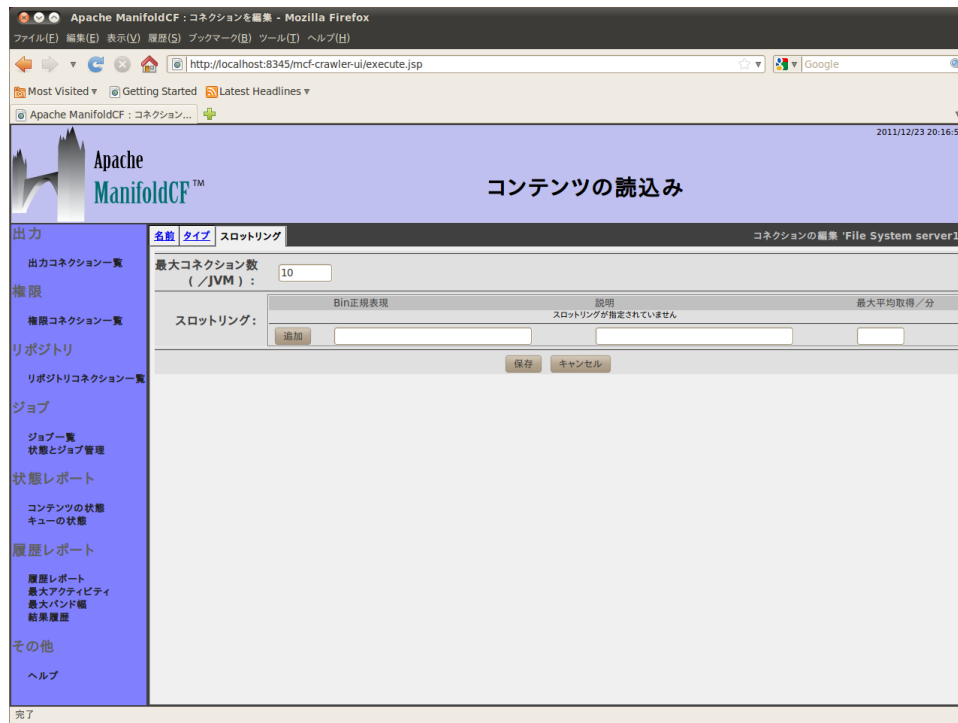 Apache ManifoldCF : コネクションを編集 - Mozilla Firefox
ファイル(F) 編集(E) 表示(V) 履歴(S) ブックマーク(B) ツール(T) ヘルプ(H)
http://localhost:8345/mcf-crawler-ui/execute.jsp
Google
Most Visited Getting Started Latest Headlines
Apache ManifoldCF : コネクション...
2011/12/23 20:16:5
Apache
ManifoldCF™
コンテンツの読込み
名前 タイプ スロットリング
コネクションの編集 'File System server1
出力
出力コネクション一覧
権限
権限コネクション一覧
リポジトリ
リポジトリコネクション一覧
ジョブ
ジョブ一覧
状態とジョブ管理
状態レポート
コンテンツの状態
キューの状態
履歴レポート
履歴レポート
最大アクティビティ
最大バンド幅
結果履歴
その他
ヘルプ
最大コネクション数
(/JVM):
10
スロットリング:
Bin正規表現 説明 最大平均取得/分
スロットリングが指定されていません
追加
保存 キャンセル
完了